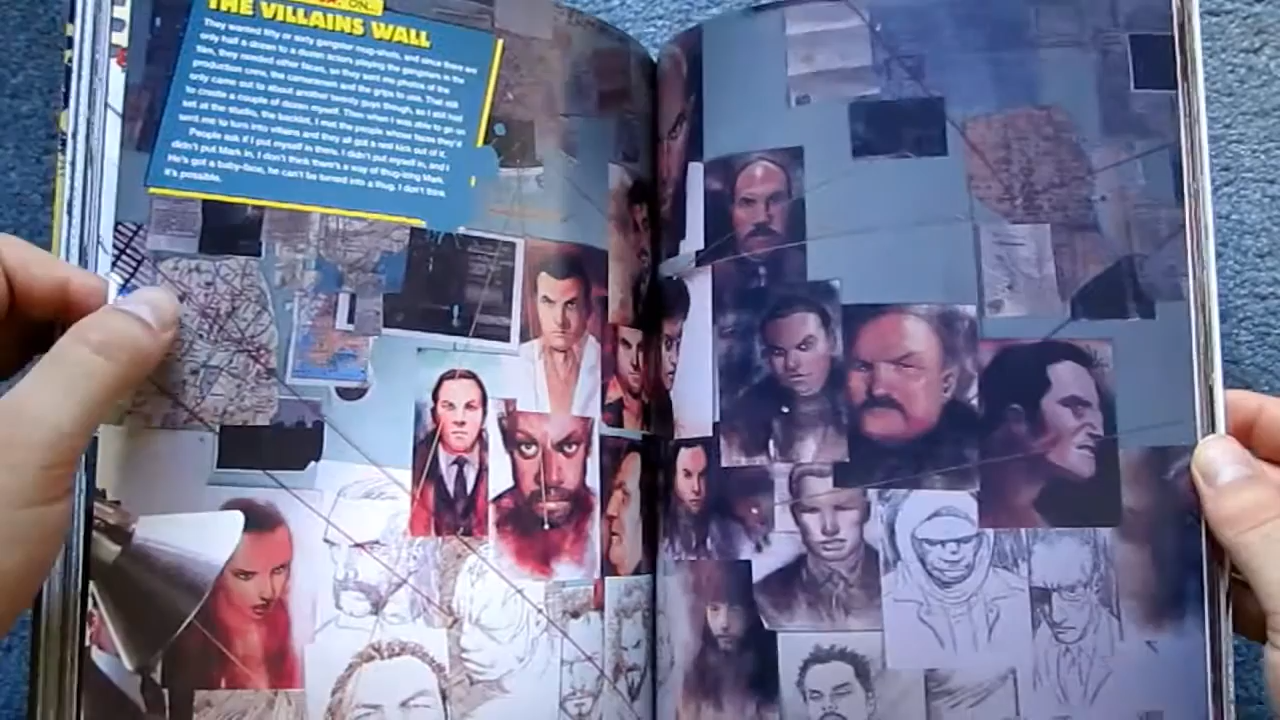 ON...
THE VILLAINS WALL
They wanted fifty or sixty gangster mug-shots, and since there are
only half a dozen to a dozen actors playing the gangsters in the
film, they needed other faces, so they sent me photos of the
production crew, the cameramen and the grips to use. That still
only came out to about another twenty guys though, so I still had
to create a couple of dozen myself. Then when I was able to go on
set at the studio, the backlot, I met the people whose faces they'd
sent me to turn into villains and they all got a real kick out of it.
People ask if I put myself in there. I didn't put myself in, and I
didn't put Mark in. I don't think there's a way of thug-izing Mark.
He's got a baby-face, he can't be turned into a thug. I don't think
it's possible.